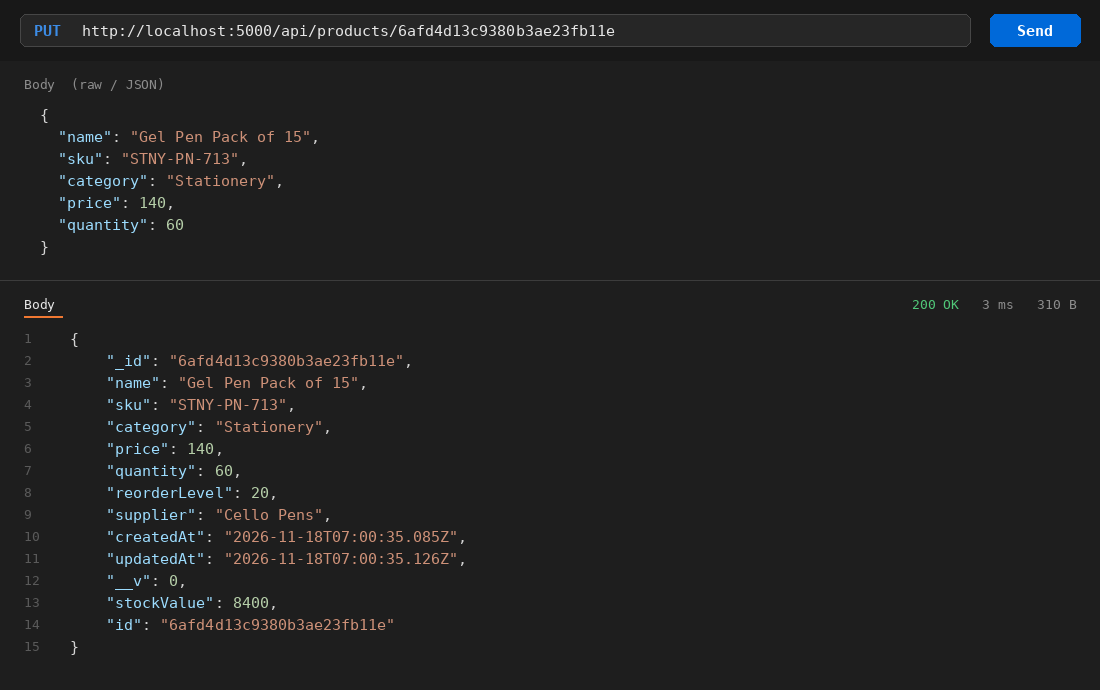 PUT http://localhost:5000/api/products/6afd4d13c9380b3ae23fb11e Send
Body (raw / JSON)
{
"name": "Gel Pen Pack of 15",
"sku": "STNY-PN-713",
"category": "Stationery",
"price": 140,
"quantity": 60
}
Body 200 OK 3 ms 310 B
1 {
2 "_id": "6afd4d13c9380b3ae23fb11e",
3 "name": "Gel Pen Pack of 15",
4 "sku": "STNY-PN-713",
5 "category": "Stationery",
6 "price": 140,
7 "quantity": 60,
8 "reorderLevel": 20,
9 "supplier": "Cello Pens",
10 "createdAt": "2026-11-18T07:00:35.085Z",
11 "updatedAt": "2026-11-18T07:00:35.126Z",
12 "__v": 0,
13 "stockValue": 8400,
14 "id": "6afd4d13c9380b3ae23fb11e"
15 }